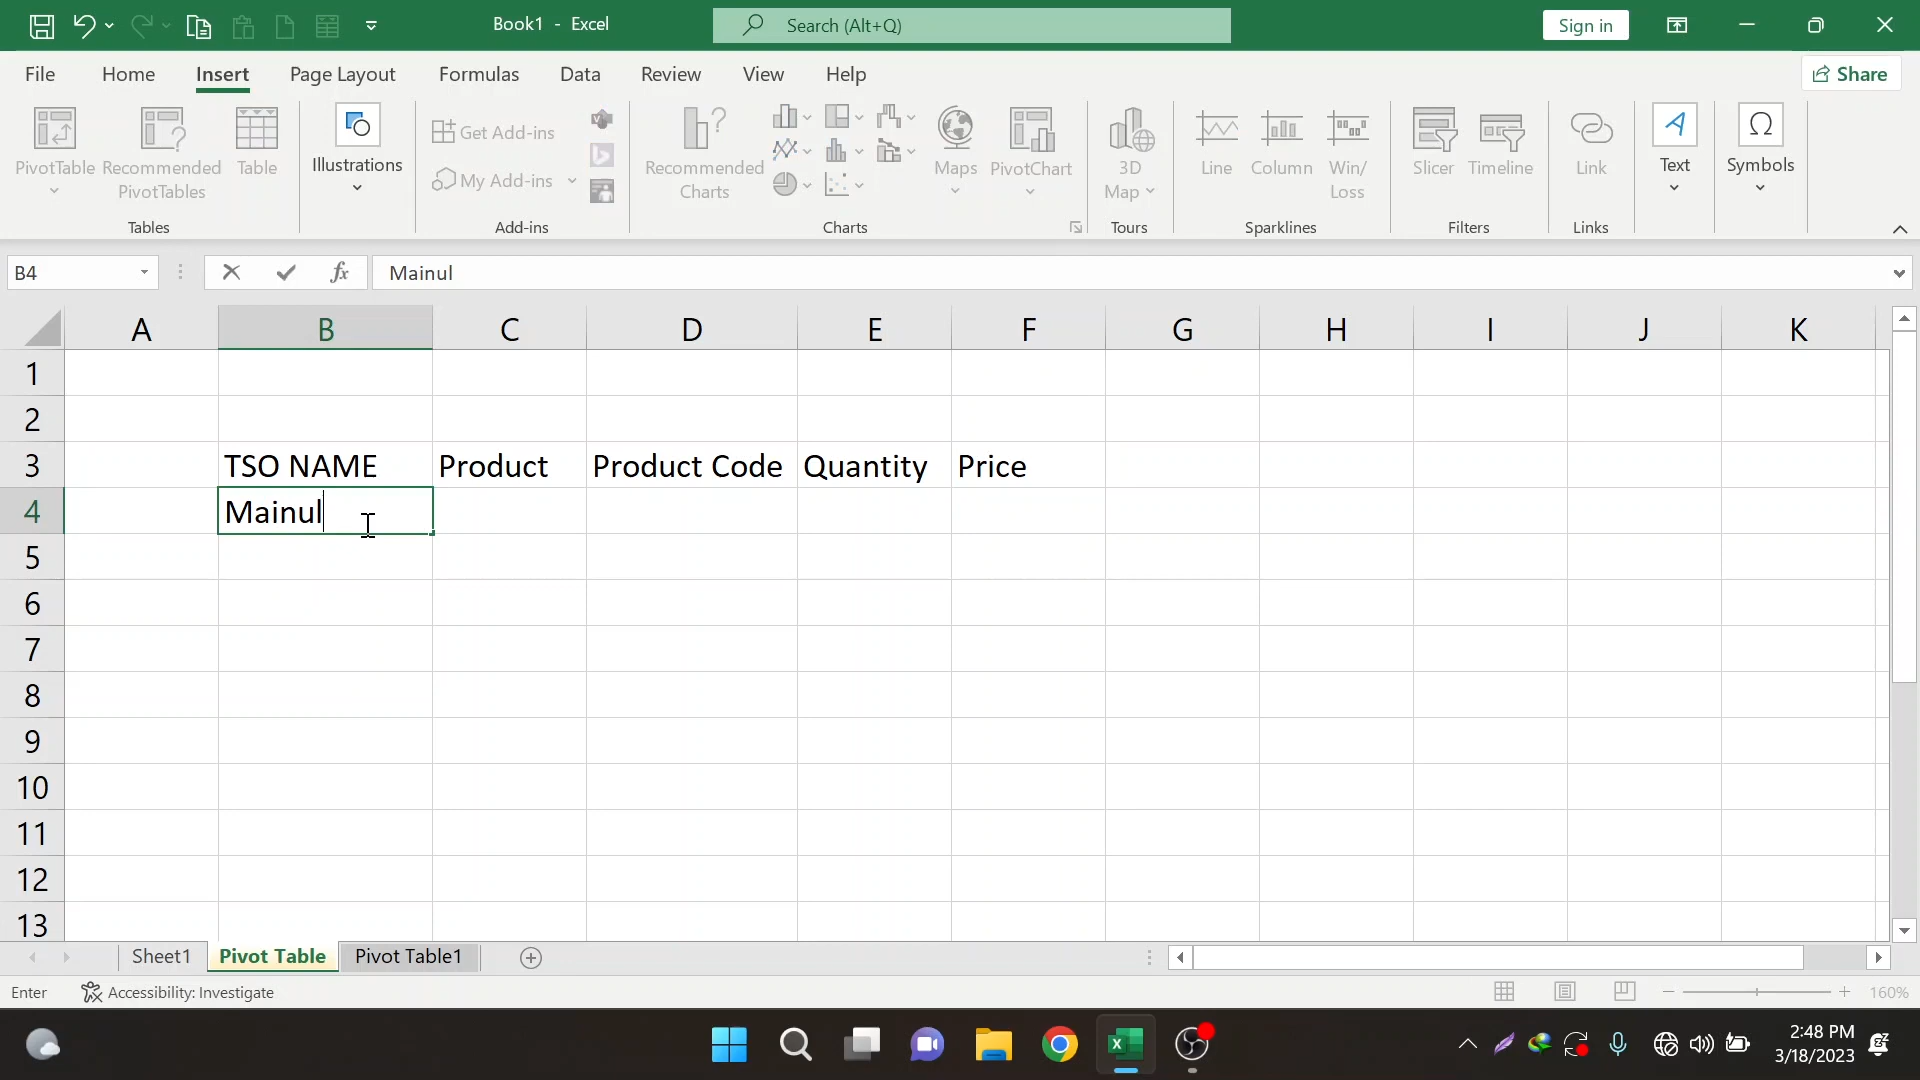 Book1 - Excel
Search (Alt+Q)
Sign in
File Home Insert Page Layout Formulas Data Review View Help
Share
PivotTable
Recommended
PivotTables
Table
Tables
Illustrations
Get Add-ins
My Add-ins
Add-ins
Recommended
Charts
Maps
PivotChart
Charts
3D
Map
Tours
Line
Column
Win/
Loss
Sparklines
Slicer
Timeline
Filters
Link
Links
Text
Symbols
B4
fx
Mainul
A B C D E F G H I J K
1
2
3 TSO NAME Product Product Code Quantity Price
4 Mainul
5
6
7
8
9
10
11
12
13
Sheet1 Pivot Table Pivot Table1
Enter Accessibility: Investigate
160%
2:48 PM
3/18/2023